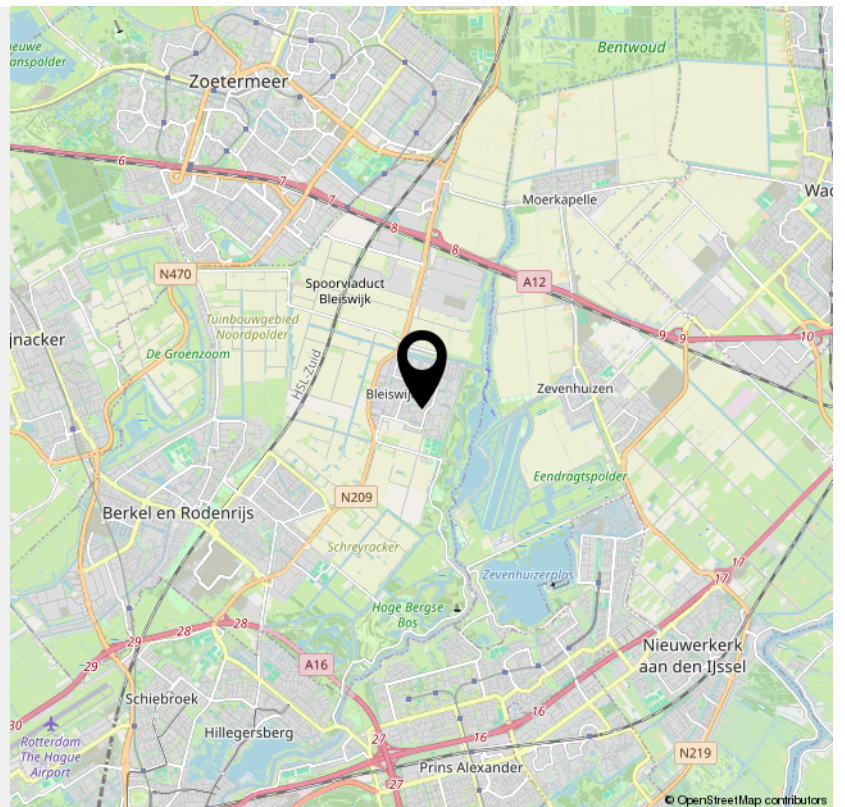 Bentwoud
ieuwe
anspolder
Zoetermeer
6
7
7
8
8
Moerkapelle
Wad
N470
A12
Spoorviaduct
Bleiswijk
Tuinbouwgebied
Noordpolder
9
9
10
ijnacker
De Groenzoom
HSL-Zuid
Bleiswijk
Zevenhuizen
Eendragtspolder
N209
Berkel en Rodenrijs
Schreyracker
17
17
Zevenhuizerplas
Hoge Bergse
Bos
28
28
29
29
A16
Nieuwerkerk
aan den IJssel
Schiebroek
30
16
16
Hillegersberg
27
27
Rotterdam
The Hague
Airport
Prins Alexander
N219
© OpenStreetMap contributors